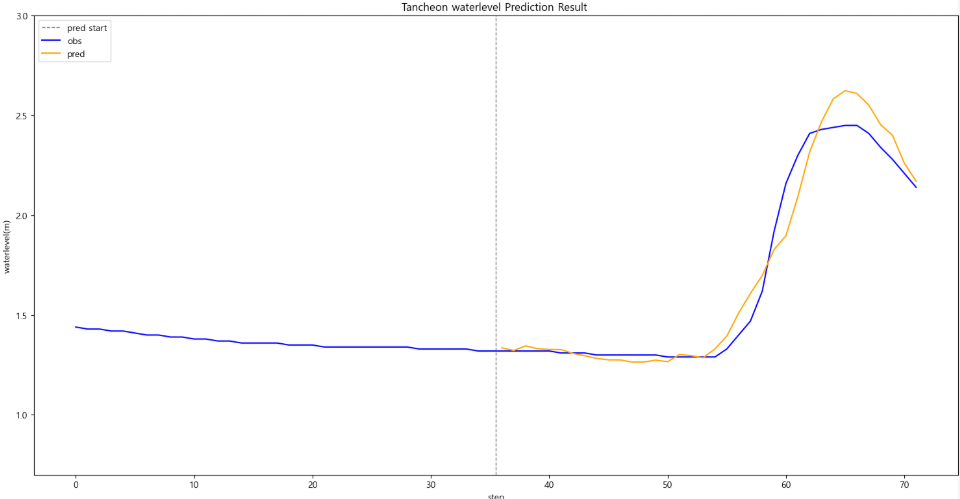 Tancheon waterlevel Prediction Result
pred start
obs
pred
waterlevel(m)
3.0
2.5
2.0
1.5
1.0
0 10 20 30 40 50 60 70
step